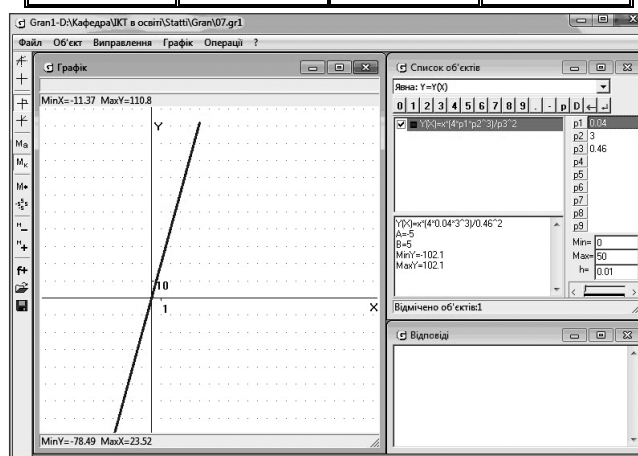 Gran1-D:\Кафедра\ІКТ в освіті\Statti\Gran\07.gr1
Файл Об'єкт Виправлення Графік Операції ?
Графік
MinX=-11.37 MaxY=110.8
Y
10
1
X
MinY=-78.49 MaxX=23.52
Список об'єктів
Явна: Y=Y(X)
0 1 2 3 4 5 6 7 8 9 . - p D ← ↵
Y(X)=x*(4*p1*p2^3)/p3^2
p1 0.04
p2 3
p3 0.46
p4
p5
p6
p7
p8
p9
Y(X)=x*(4*0.04*3^3)/0.46^2
A=-5
B=5
MinY=-102.1
MaxY=102.1
Min= 0
Max= 50
h= 0.01
Відмічено об'єктів:1
Відповіді